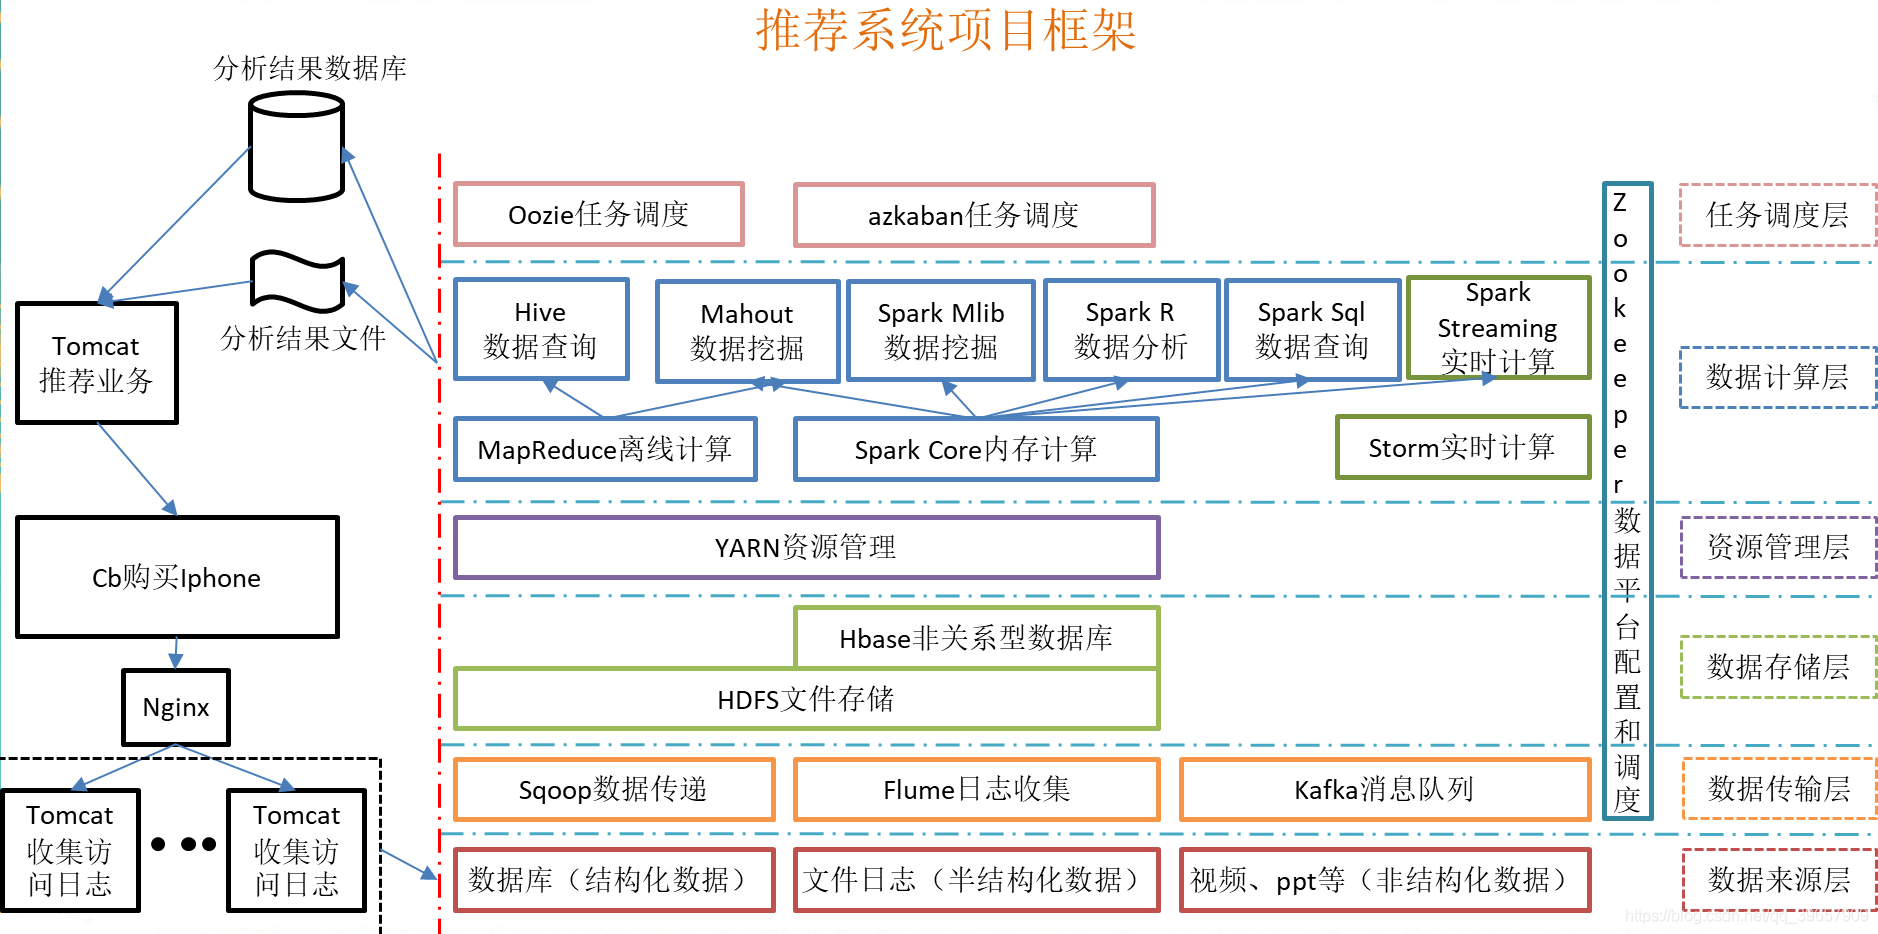 推荐系统项目框架
分析结果数据库
分析结果文件
Tomcat
推荐业务
Cb购买Iphone
Nginx
Tomcat
收集访
问日志
Tomcat
收集访
问日志
Oozie任务调度
azkaban任务调度
Hive
数据查询
Mahout
数据挖掘
Spark Mlib
数据挖掘
Spark R
数据分析
Spark Sql
数据查询
Spark
Streaming
实时计算
MapReduce离线计算
Spark Core内存计算
Storm实时计算
YARN资源管理
Hbase非关系型数据库
HDFS文件存储
Sqoop数据传递
Flume日志收集
Kafka消息队列
数据库（结构化数据）
文件日志（半结构化数据）
视频、ppt等（非结构化数据）
Zookeeper数据平台配置和调度
任务调度层
数据计算层
资源管理层
数据存储层
数据传输层
数据来源层
https://blog.csdn.net/qq_39657909